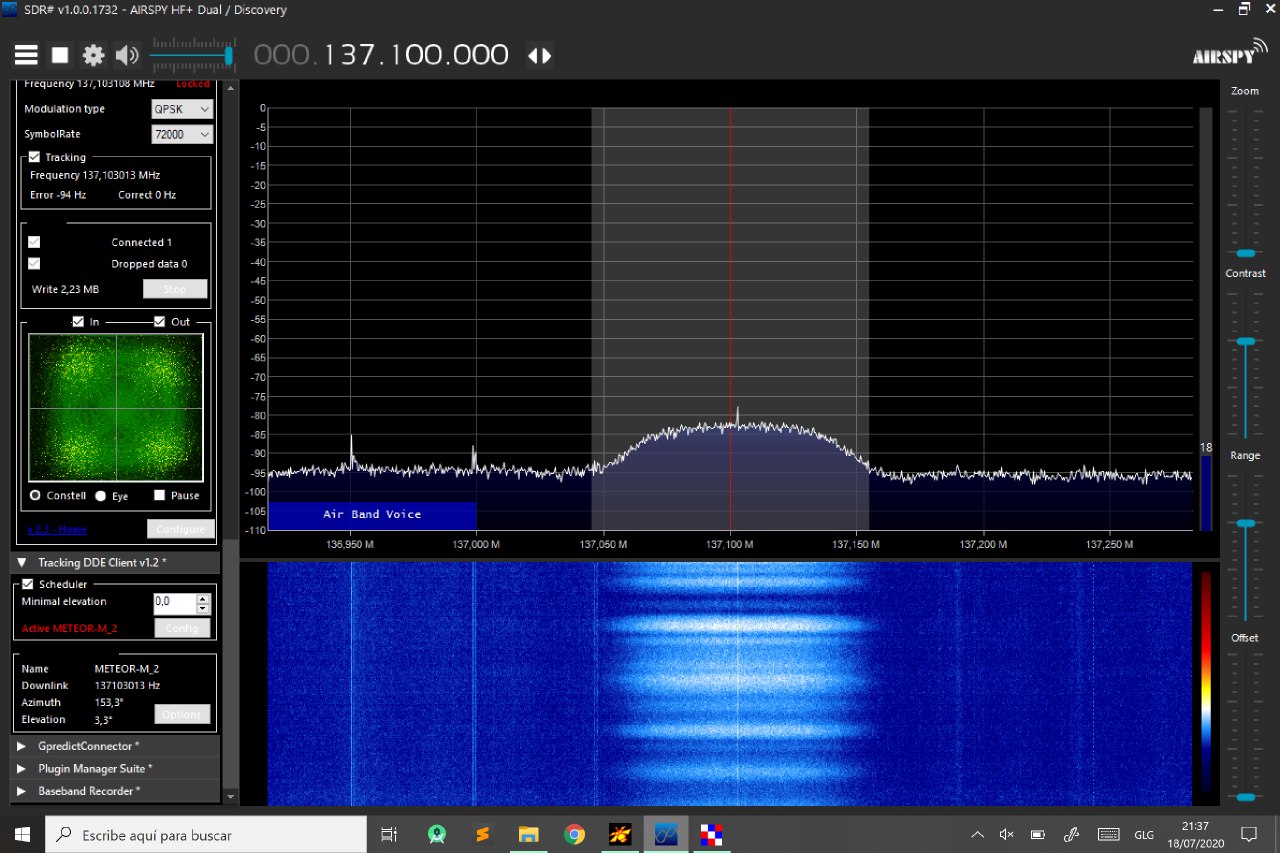 SDR# v1.0.0.1732 - AIRSPY HF+ Dual / Discovery
000.137.100.000
AIRSPY
Frequency 137,103108 MHz Locked
Modulation type QPSK
SymbolRate 72000
Tracking
Frequency 137,103013 MHz
Error -94 Hz Correct 0 Hz
Connected 1
Dropped data 0
Write 2,23 MB Stop
In Out
Constell Eye Pause
v 2.3 - Home Configure
Tracking DDE Client v1.2 *
Scheduler
Minimal elevation 0,0
Active METEOR-M_2 Config
Name METEOR-M_2
Downlink 137103013 Hz
Azimuth 153,3°
Elevation 3,3° Options
GpredictConnector *
Plugin Manager Suite *
Baseband Recorder *
0
-5
-10
-15
-20
-25
-30
-35
-40
-45
-50
-55
-60
-65
-70
-75
-80
-85
-90
-95
-100
-105
-110
Air Band Voice
136,950 M 137,000 M 137,050 M 137,100 M 137,150 M 137,200 M 137,250 M
18
Zoom
Contrast
Range
Offset
Escribe aquí para buscar
GLG
21:37
18/07/2020